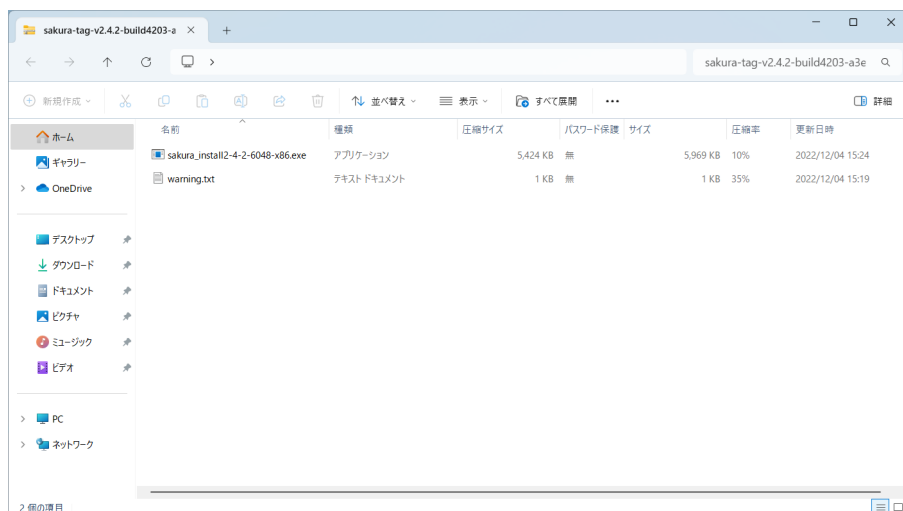 sakura-tag-v2.4.2-build4203-a
sakura-tag-v2.4.2-build4203-a3e
新規作成
並べ替え
表示
すべて展開
詳細
名前 種類 圧縮サイズ パスワード保護 サイズ 圧縮率 更新日時
sakura_install2-4-2-6048-x86.exe アプリケーション 5,424 KB 無 5,969 KB 10% 2022/12/04 15:24
warning.txt テキスト ドキュメント 1 KB 無 1 KB 35% 2022/12/04 15:19
ホーム
ギャラリー
OneDrive
デスクトップ
ダウンロード
ドキュメント
ピクチャ
ミュージック
ビデオ
PC
ネットワーク
2 個の項目